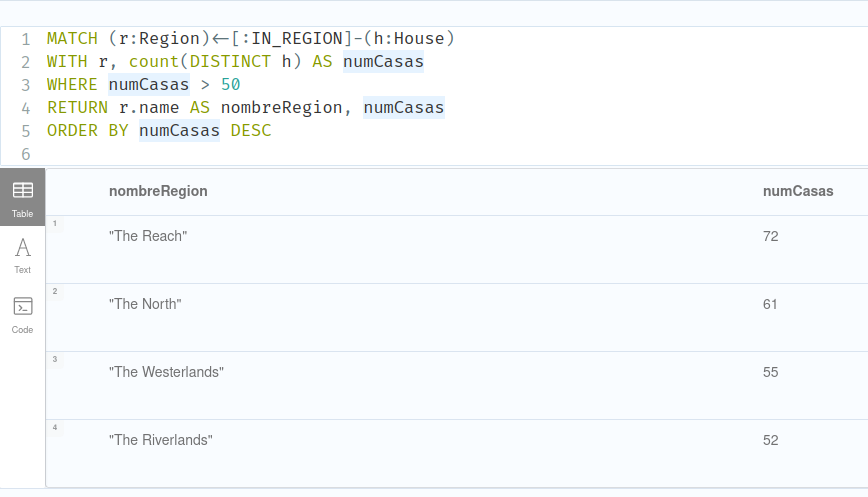 1 MATCH (r:Region)<-[:IN_REGION]-(h:House)
2 WITH r, count(DISTINCT h) AS numCasas
3 WHERE numCasas > 50
4 RETURN r.name AS nombreRegion, numCasas
5 ORDER BY numCasas DESC
6
Table
Text
Code
nombreRegion numCasas
1 "The Reach" 72
2 "The North" 61
3 "The Westerlands" 55
4 "The Riverlands" 52